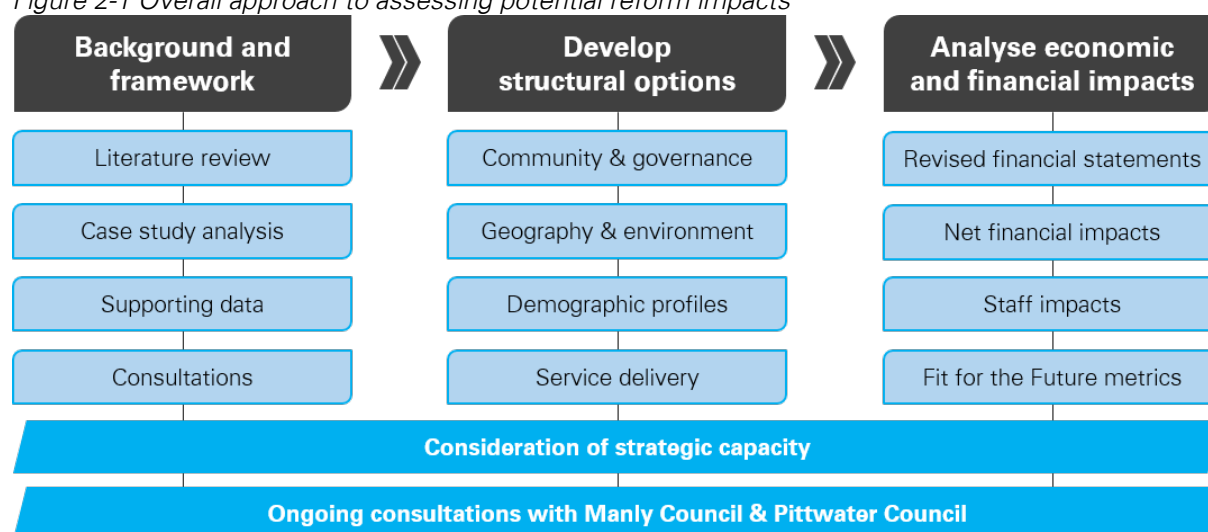 Figure 2-1 Overall approach to assessing potential reform impacts
Background and
framework
Literature review
Case study analysis
Supporting data
Consultations
Develop
structural options
Community & governance
Geography & environment
Demographic profiles
Service delivery
Analyse economic
and financial impacts
Revised financial statements
Net financial impacts
Staff impacts
Fit for the Future metrics
Consideration of strategic capacity
Ongoing consultations with Manly Council & Pittwater Council